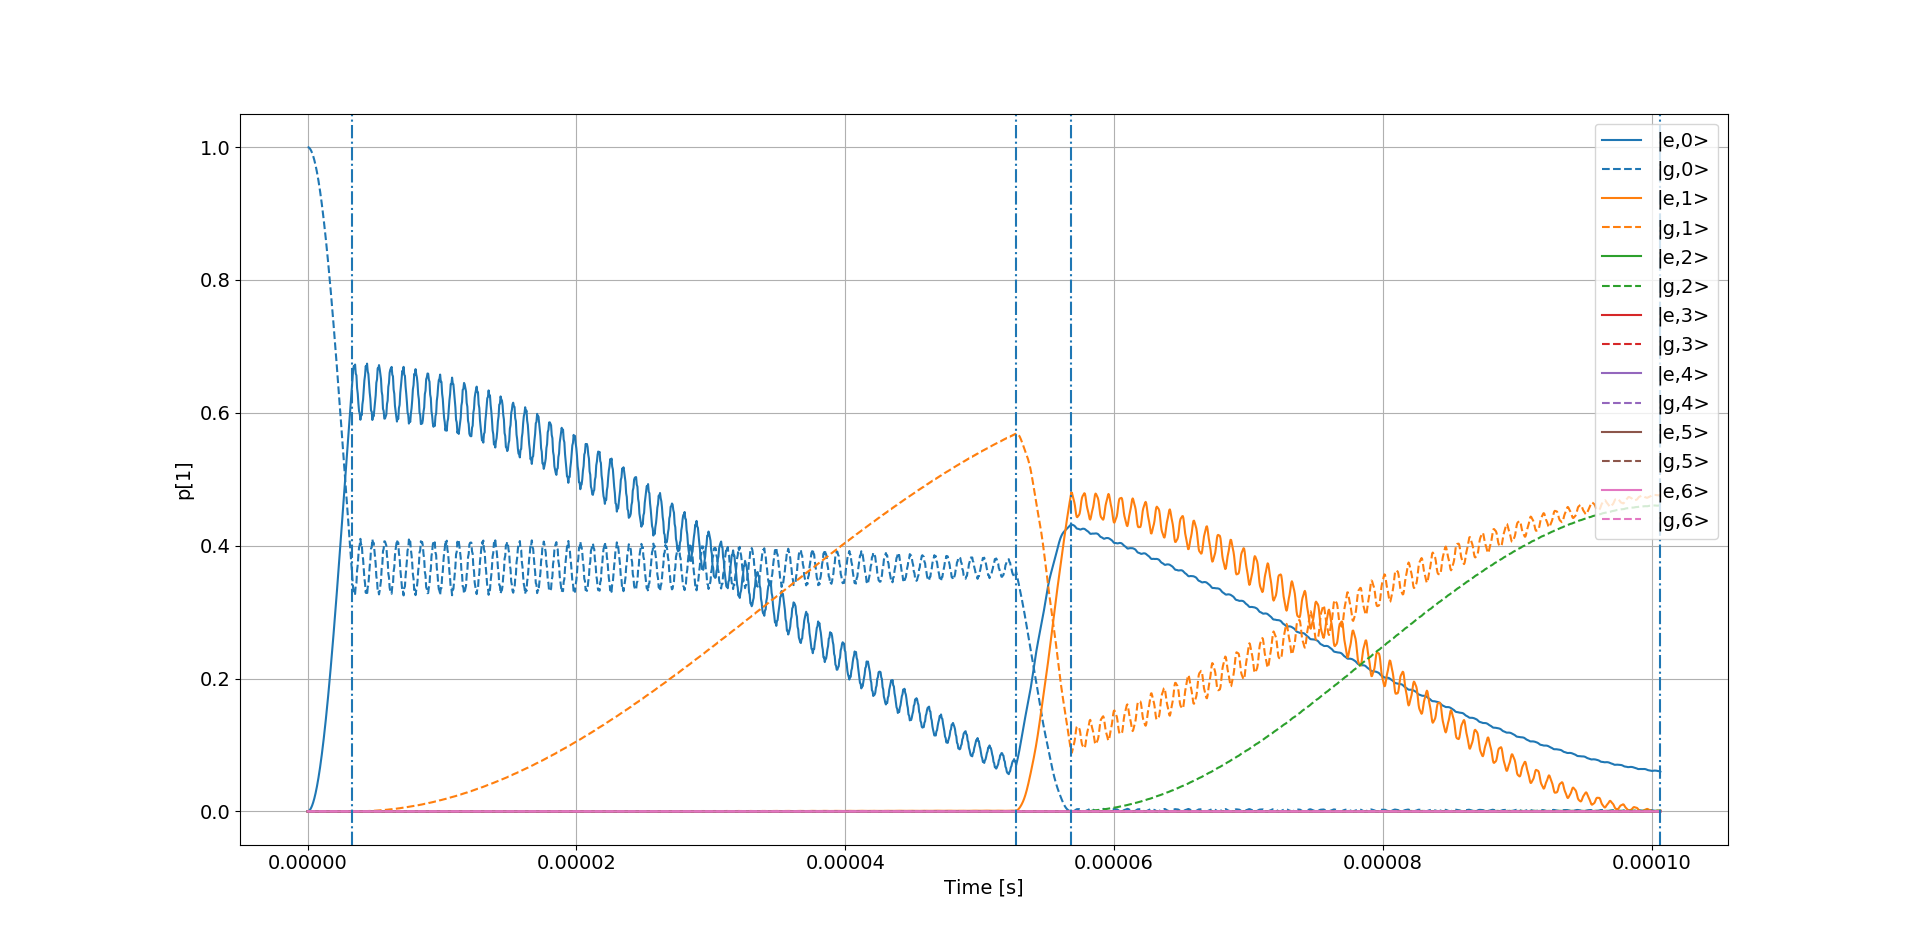 1.0
0.8
0.6
0.4
0.2
0.0
p[1]
0.00000
0.00002
0.00004
0.00006
0.00008
0.00010
Time [s]
|e,0>
|g,0>
|e,1>
|g,1>
|e,2>
|g,2>
|e,3>
|g,3>
|e,4>
|g,4>
|e,5>
|g,5>
|e,6>
|g,6>